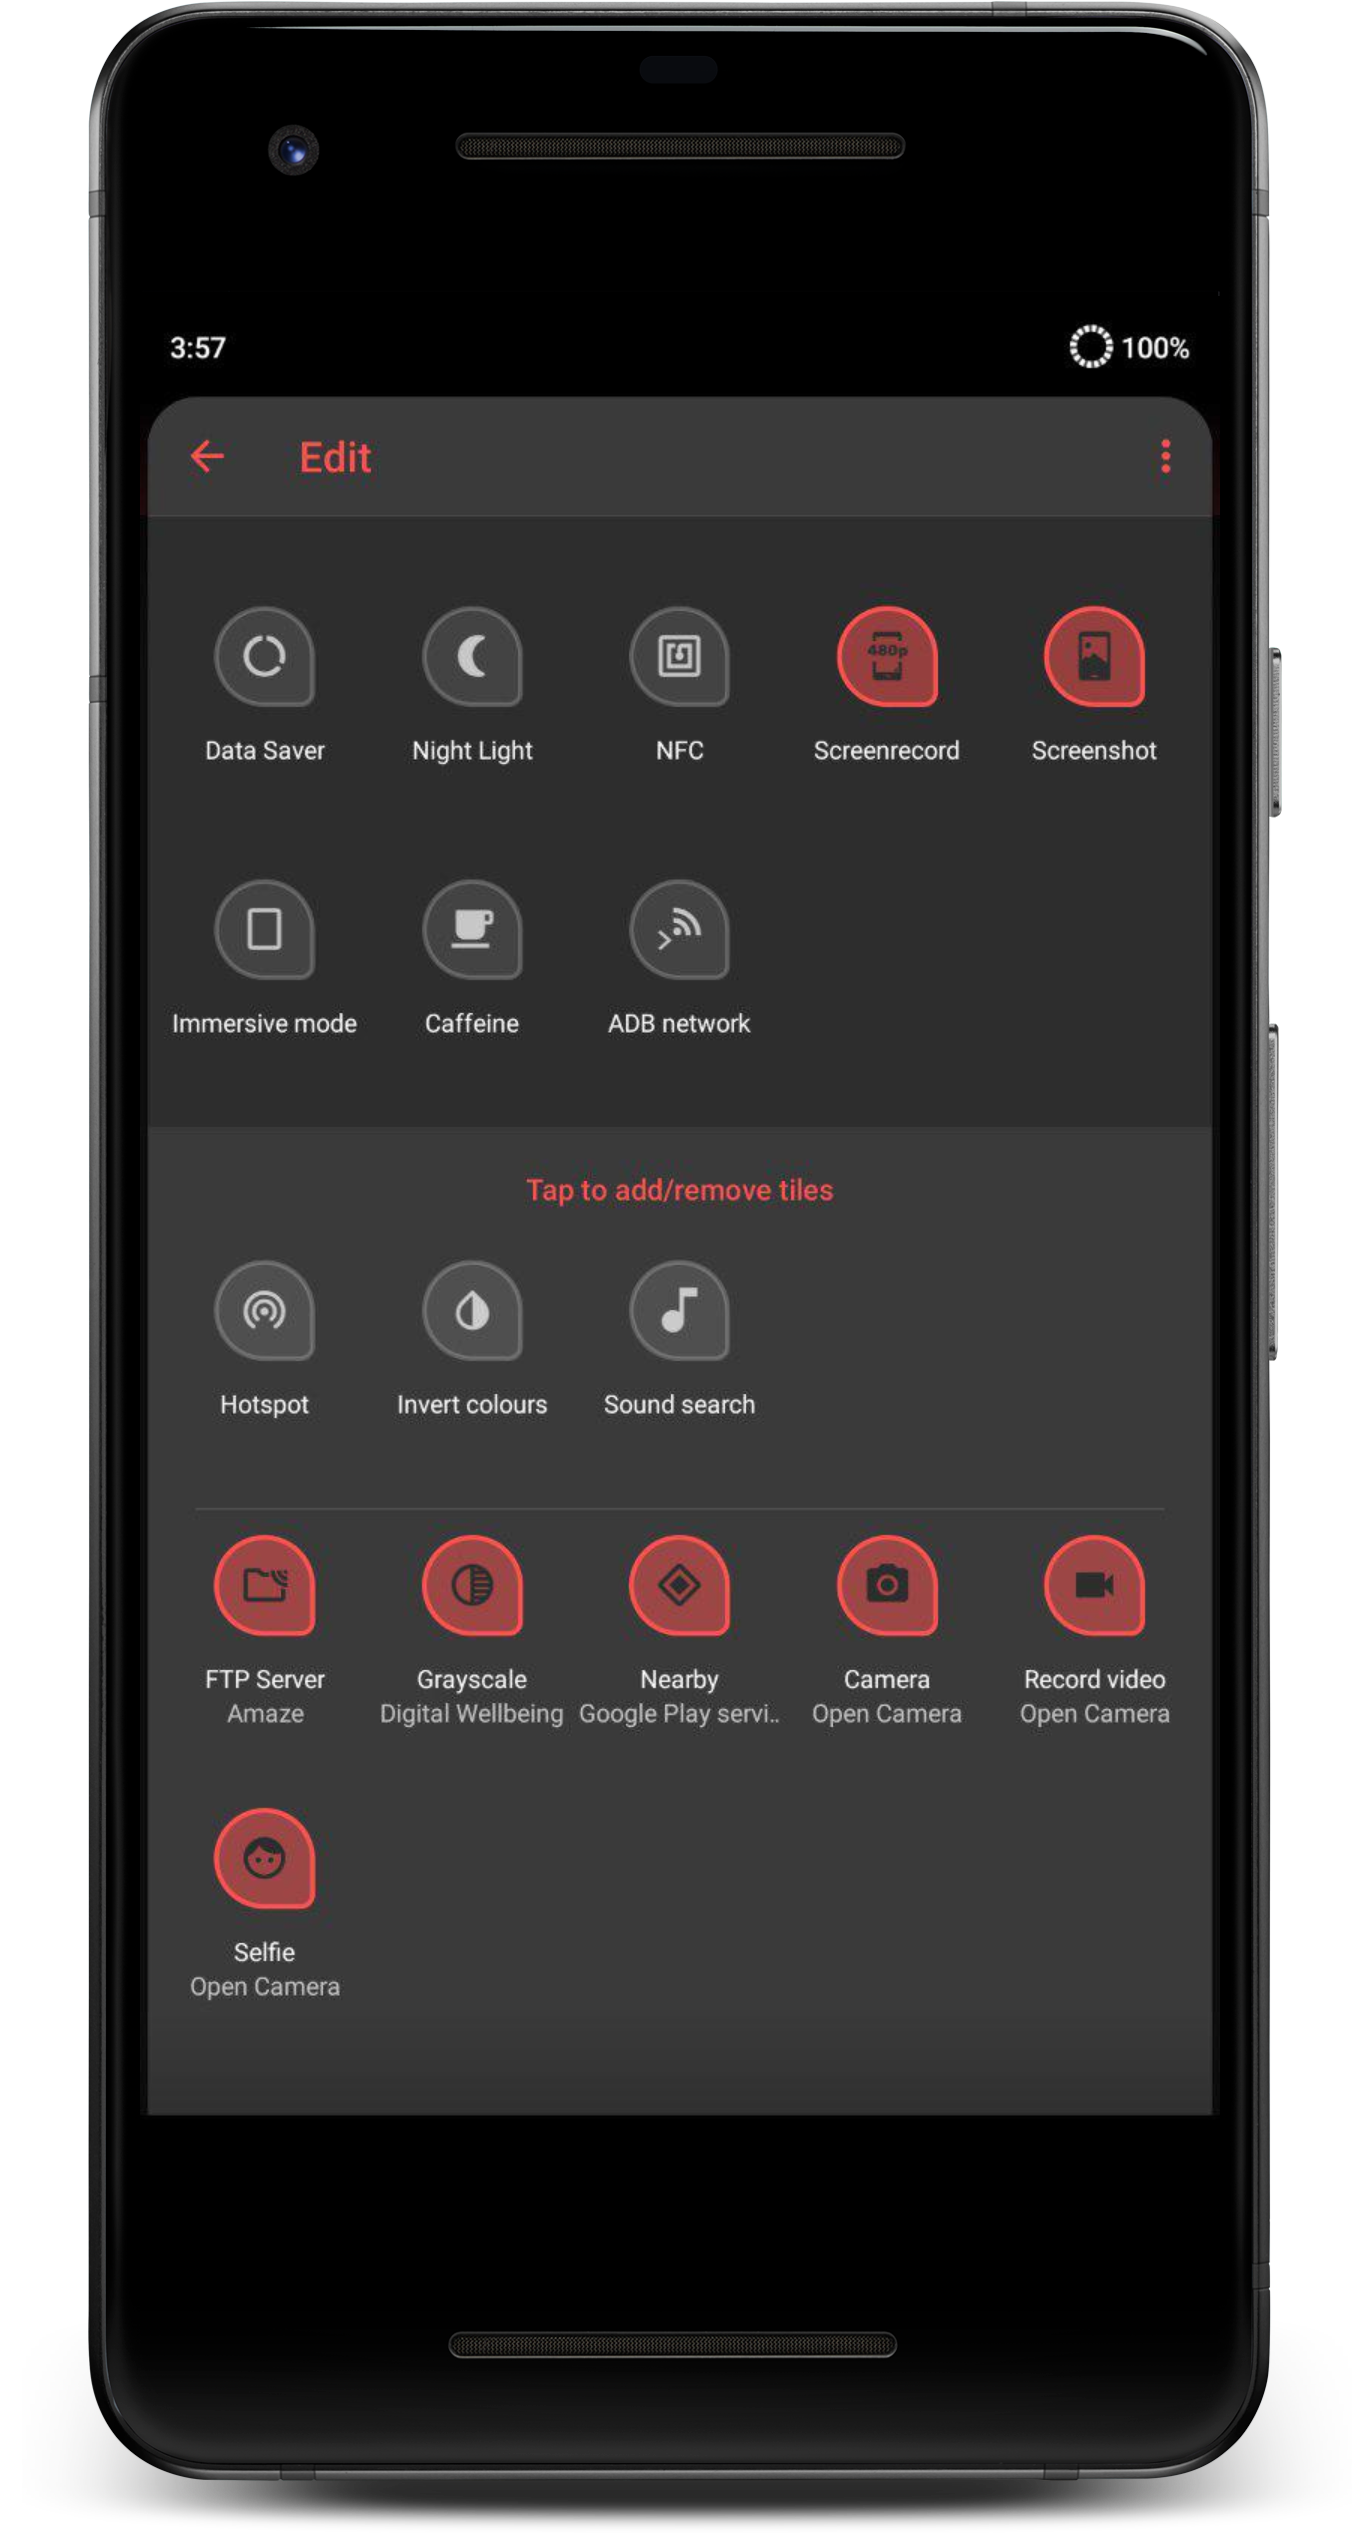 3:57
100%
Edit
480p
Data Saver
Night Light
NFC
Screenrecord
Screenshot
Immersive mode
Caffeine
ADB network
Tap to add/remove tiles
Hotspot
Invert colours
Sound search
FTP Server
Amaze
Grayscale
Digital Wellbeing
Nearby
Google Play servi..
Camera
Open Camera
Record video
Open Camera
Selfie
Open Camera